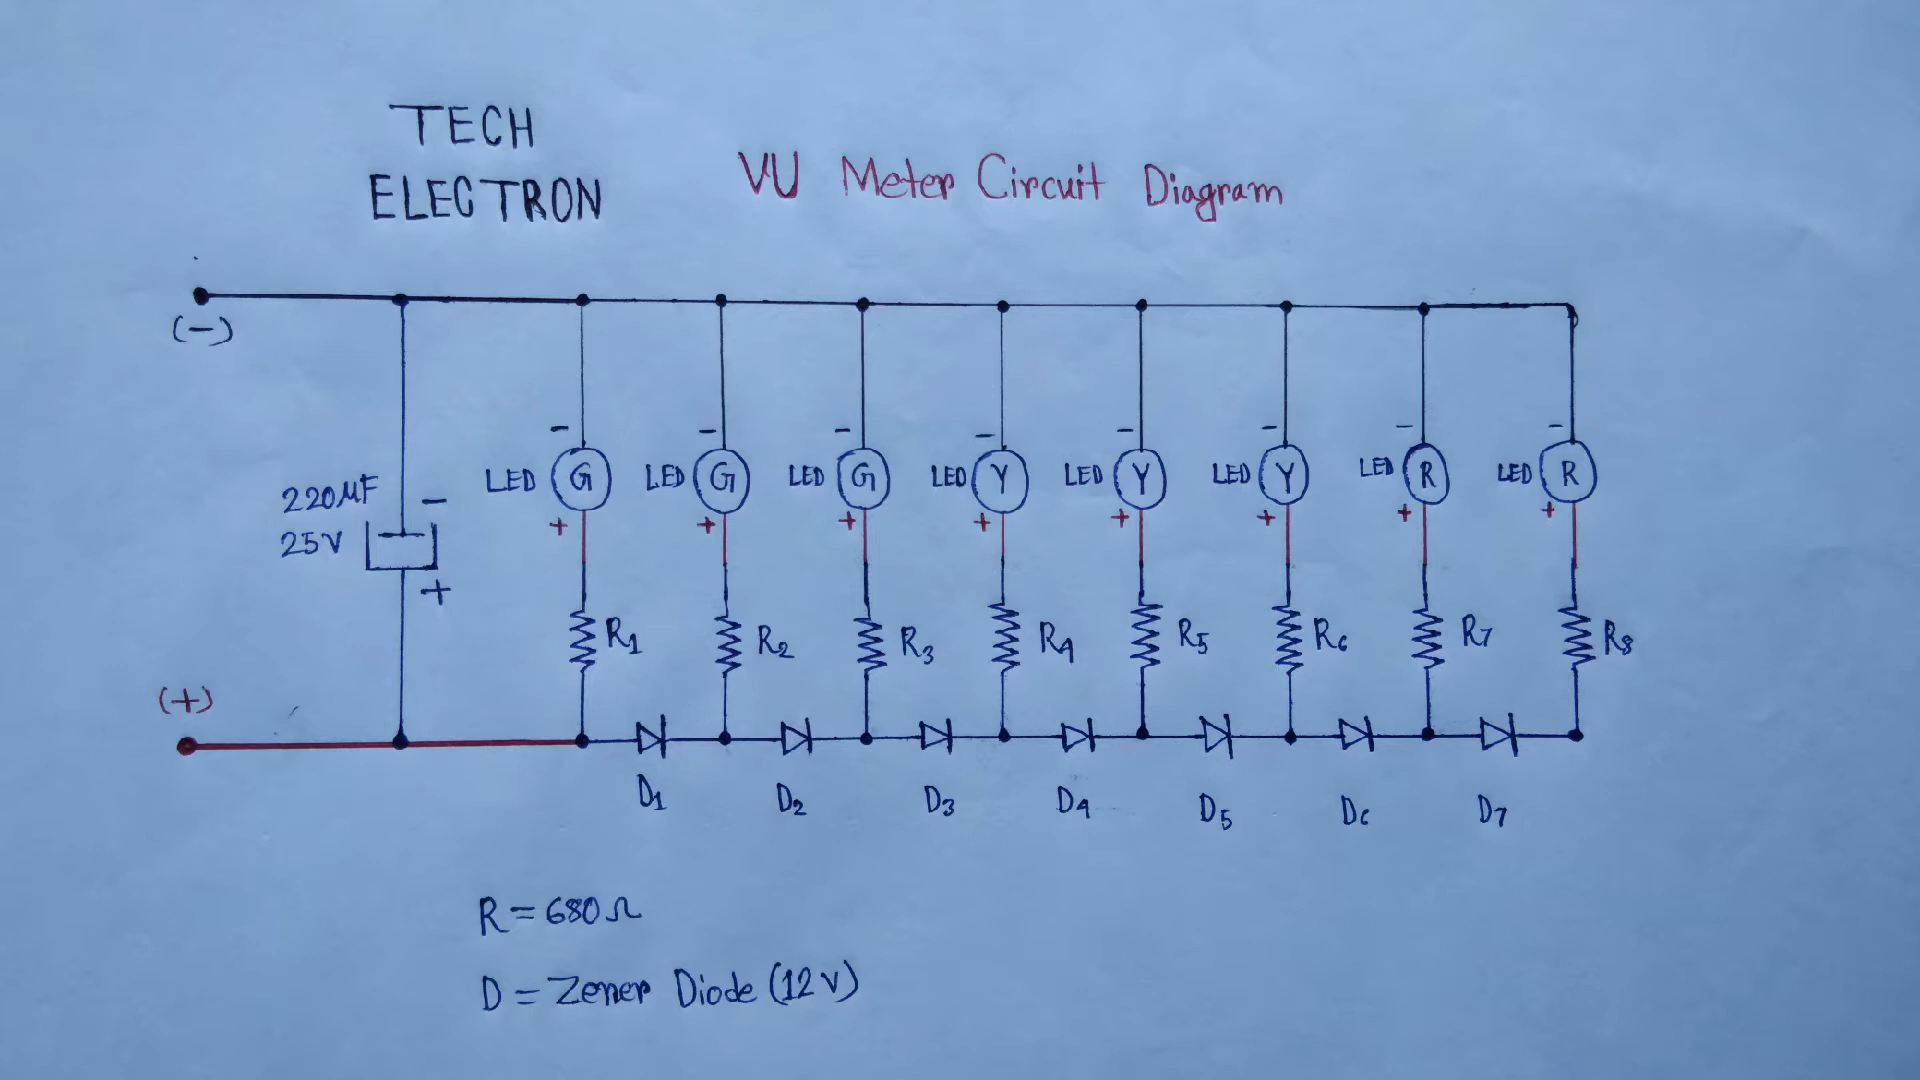 TECH
ELECTRON
VU Meter Circuit Diagram
(-)
- - - - - - - -
LED G LED G LED G LED Y LED Y LED Y LED R LED R
220μF -
25V
+ + + + + + + +
+
R1 R2 R3 R4 R5 R6 R7 R8
(+)
D1 D2 D3 D4 D5 D6 D7
R = 680Ω
D = Zener Diode (12V)